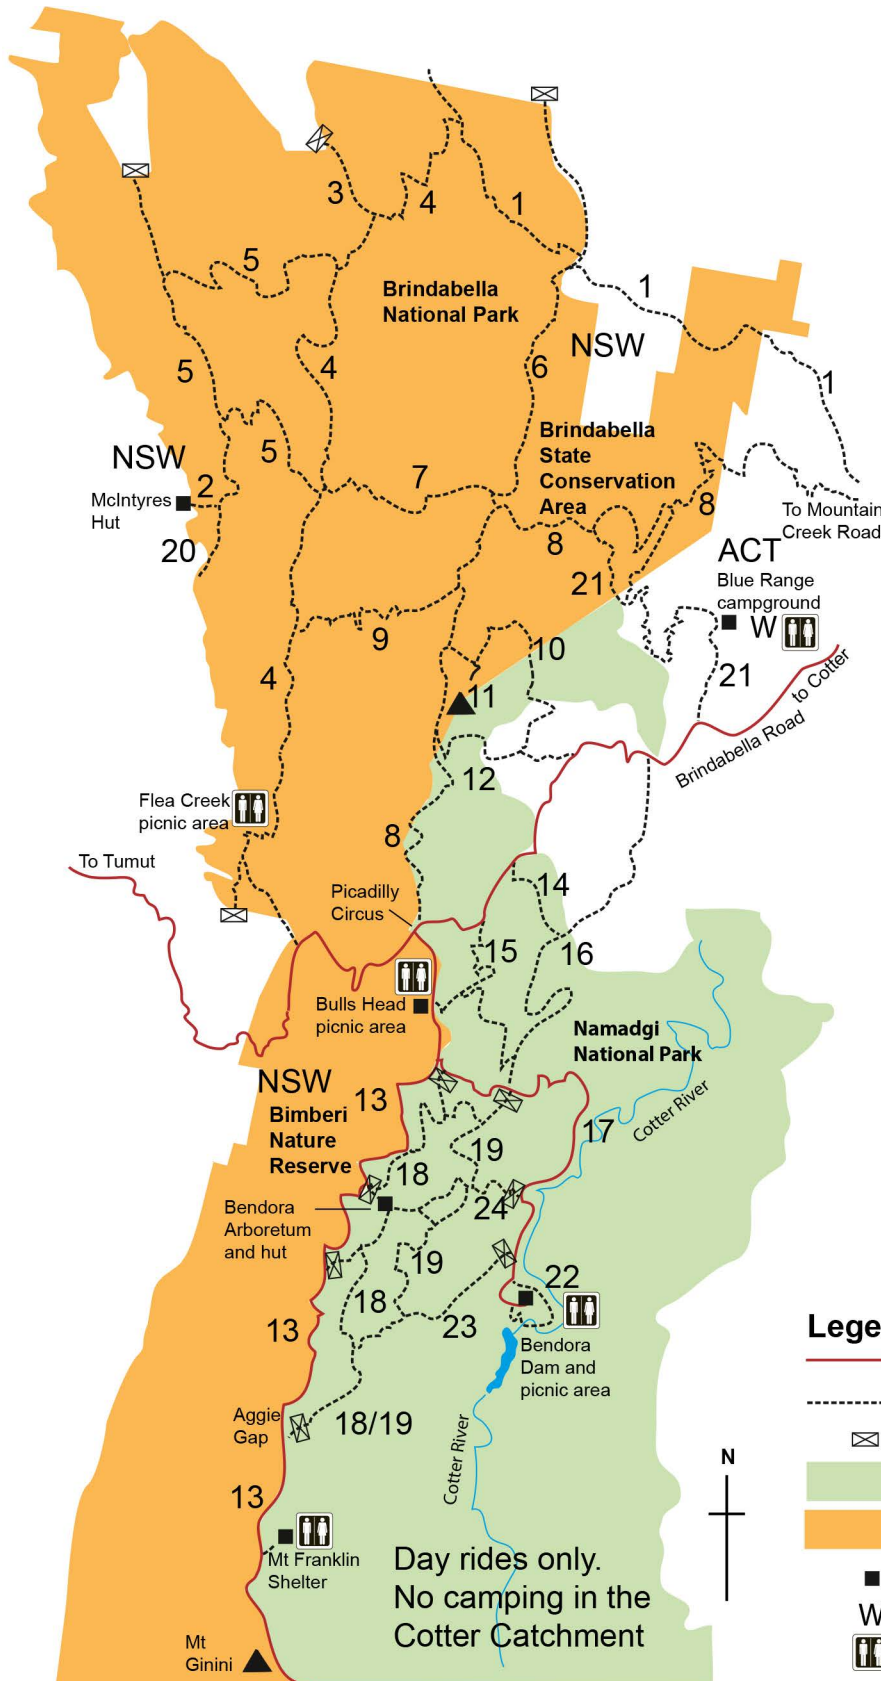 3
4
1
5
Brindabella
National Park
1
NSW
5
4
6
1
Brindabella
State
Conservation
Area
NSW
5
7
2
McIntyres
Hut
8
To Mountain
Creek Road
20
8
ACT
21
Blue Range
campground
W
9
10
4
11
21
to Cotter
Brindabella Road
12
Flea Creek
picnic area
8
To Tumut
Picadilly
Circus
14
15
16
Bulls Head
picnic area
Namadgi
National Park
NSW
13
Bimberi
Nature
Reserve
Cotter River
17
19
18
Bendora
Arboretum
and hut
24
19
22
18
13
23
Bendora
Dam and
picnic area
Lege
Aggie
Gap
18/19
Cotter River
N
13
Mt Franklin
Shelter
Day rides only.
No camping in the
Cotter Catchment
Mt
Ginini
W